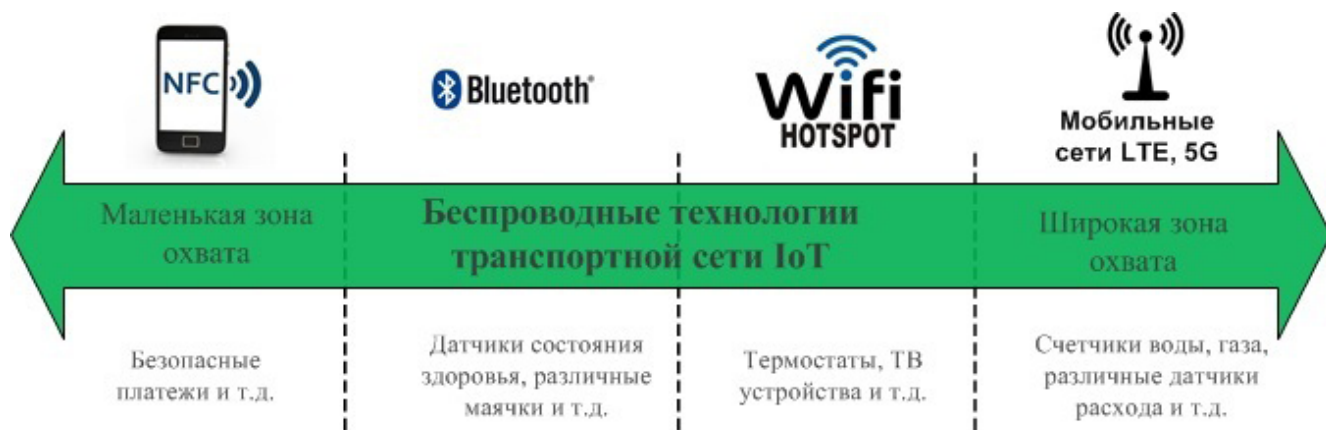 NFC
Bluetooth®
Wifi
HOTSPOT
Мобильные
сети LTE, 5G
Маленькая зона
охвата
Беспроводные технологии
транспортной сети IoT
Широкая зона
охвата
Безопасные
платежи и т.д.
Датчики состояния
здоровья, различные
маячки и т.д.
Термостаты, ТВ
устройства и т.д.
Счетчики воды, газа,
различные датчики
расхода и т.д.